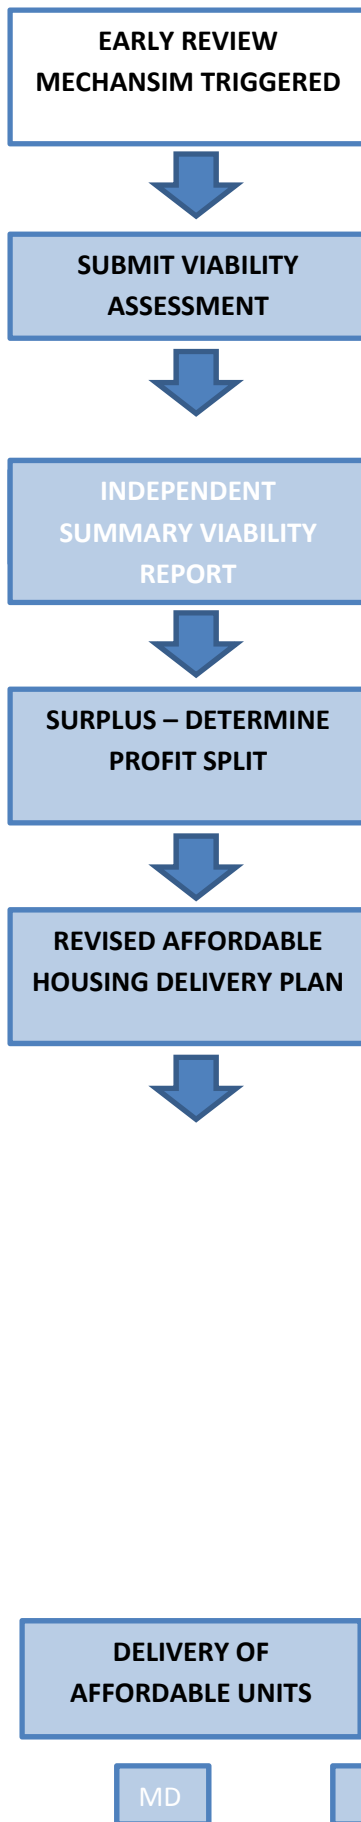 EARLY REVIEW
MECHANSIM TRIGGERED
SUBMIT VIABILITY
ASSESSMENT
INDEPENDENT
SUMMARY VIABILITY
REPORT
SURPLUS – DETERMINE
PROFIT SPLIT
REVISED AFFORDABLE
HOUSING DELIVERY PLAN
DELIVERY OF
AFFORDABLE UNITS
MD